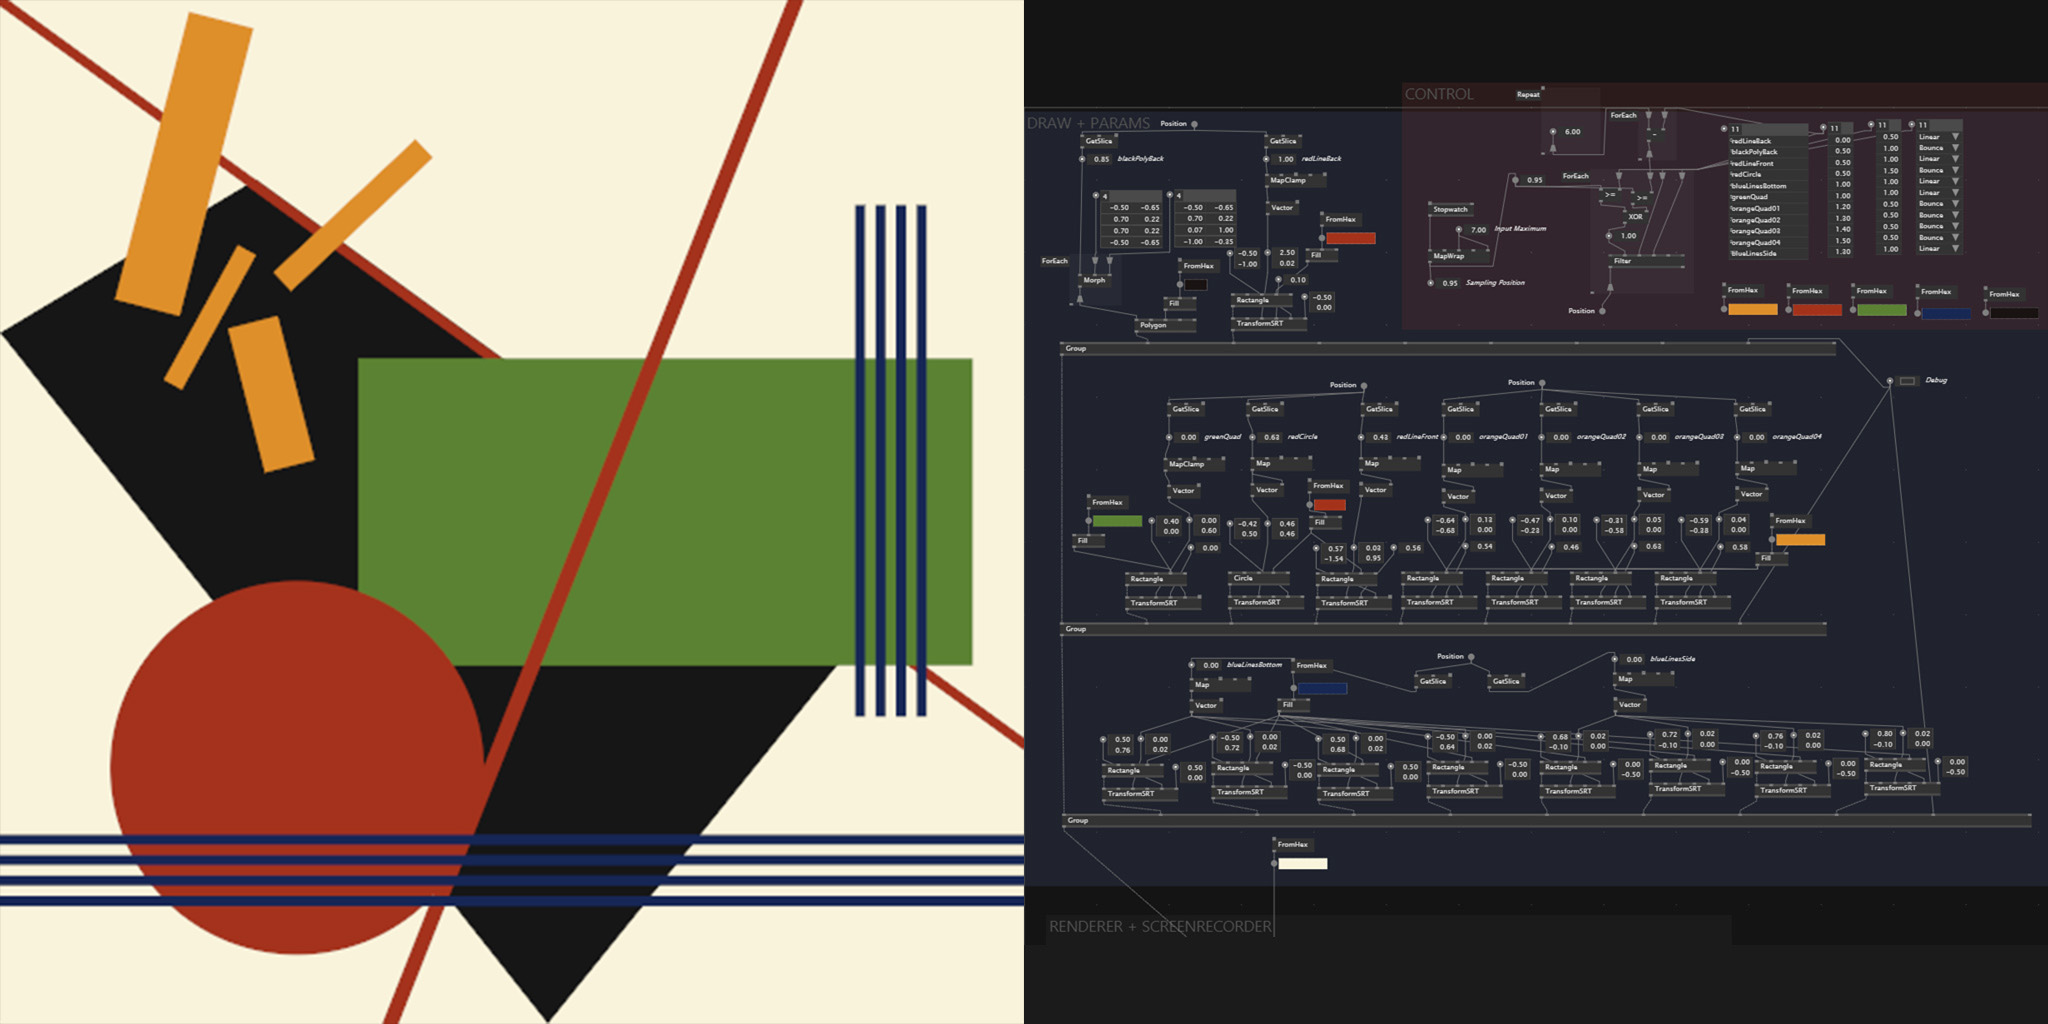 CONTROL
Repeat
6.00
ForEach
-
11 11 11 11
redLineBack 0.00 0.50 Linear
blackPolyBack 0.50 1.00 Bounce
redLineFront 0.50 1.00 Linear
redCircle 0.50 1.50 Bounce
blueLinesBottom 1.00 1.00 Linear
greenQuad 1.00 1.00 Linear
orangeQuad01 1.20 0.50 Bounce
orangeQuad02 1.30 0.50 Bounce
orangeQuad03 1.40 0.50 Bounce
orangeQuad04 1.50 0.50 Bounce
BlueLinesSide 1.30 1.00 Linear
0.95
ForEach
>=
>=
XOR
1.00
Filter
Stopwatch
7.00 Input Maximum
MapWrap
0.95 Sampling Position
Position
FromHex FromHex FromHex FromHex FromHex
DRAW + PARAMS
Position
GetSlice GetSlice
0.85 blackPolyBack 1.00 redLineBack
MapClamp
4 4
-0.50 -0.65 -0.50 -0.65
0.70 0.22 0.70 0.22
0.70 0.22 0.07 1.00
-0.50 -0.65 -1.00 -0.25
Vector
FromHex
Fill
ForEach
Morph
FromHex
Fill
-0.50 2.50
-1.00 0.02
0.10
Rectangle -0.50
0.00
Polygon TransformSRT
Group
Debug
Position Position
GetSlice GetSlice GetSlice GetSlice GetSlice GetSlice GetSlice
0.00 greenQuad 0.63 redCircle 0.43 redLineFront 0.00 orangeQuad01 0.00 orangeQuad02 0.00 orangeQuad03 0.00 orangeQuad04
MapClamp Map Map Map Map Map Map
Vector Vector Vector Vector Vector Vector Vector
FromHex FromHex FromHex
Fill Fill Fill
0.40 0.00 -0.42 0.46 -0.64 0.12 -0.47 0.10 -0.31 0.05 -0.59 0.04
0.00 0.60 0.50 0.46 -0.68 0.00 -0.23 0.00 -0.58 0.00 -0.38 0.00
0.00 0.57 0.03 0.56 0.54 0.46 0.63 0.58
-1.54 0.95
Rectangle Circle Rectangle Rectangle Rectangle Rectangle Rectangle
TransformSRT TransformSRT TransformSRT TransformSRT TransformSRT TransformSRT TransformSRT
Group
0.00 blueLinesBottom FromHex Position 0.00 blueLinesSide
Map GetSlice GetSlice Map
Vector Fill Vector
0.50 0.00 -0.50 0.00 0.50 0.00 -0.50 0.00 0.68 0.02 0.72 0.02 0.76 0.02 0.80 0.02
0.76 0.02 0.72 0.02 0.68 0.02 0.64 0.02 -0.10 0.00 -0.10 0.00 -0.10 0.00 -0.10 0.00
Rectangle Rectangle Rectangle Rectangle Rectangle Rectangle Rectangle Rectangle
0.50 -0.50 0.50 -0.50 0.00 0.00 0.00 0.00
0.00 0.00 0.00 0.00 -0.50 -0.50 -0.50 -0.50
TransformSRT TransformSRT TransformSRT TransformSRT TransformSRT TransformSRT TransformSRT TransformSRT
Group
FromHex
RENDERER + SCREENRECORDER